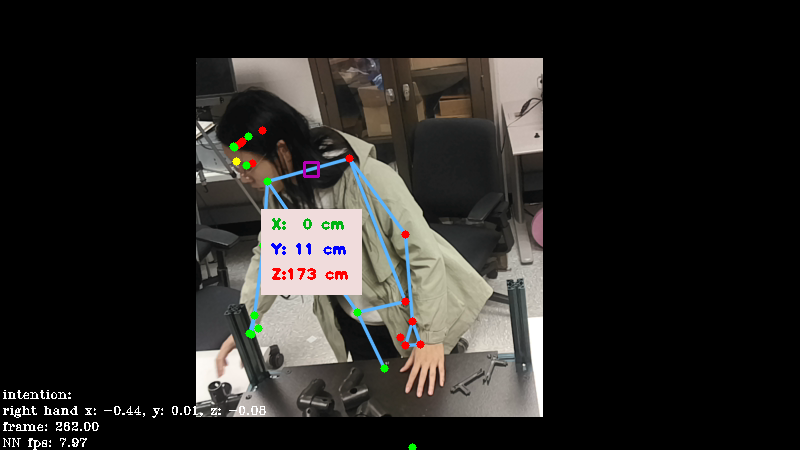 X: 0 cm
Y: 11 cm
Z:173 cm
intention:
right hand x: -0.44, y: 0.01, z: -0.08
frame: 262.00
NN fps: 7.97